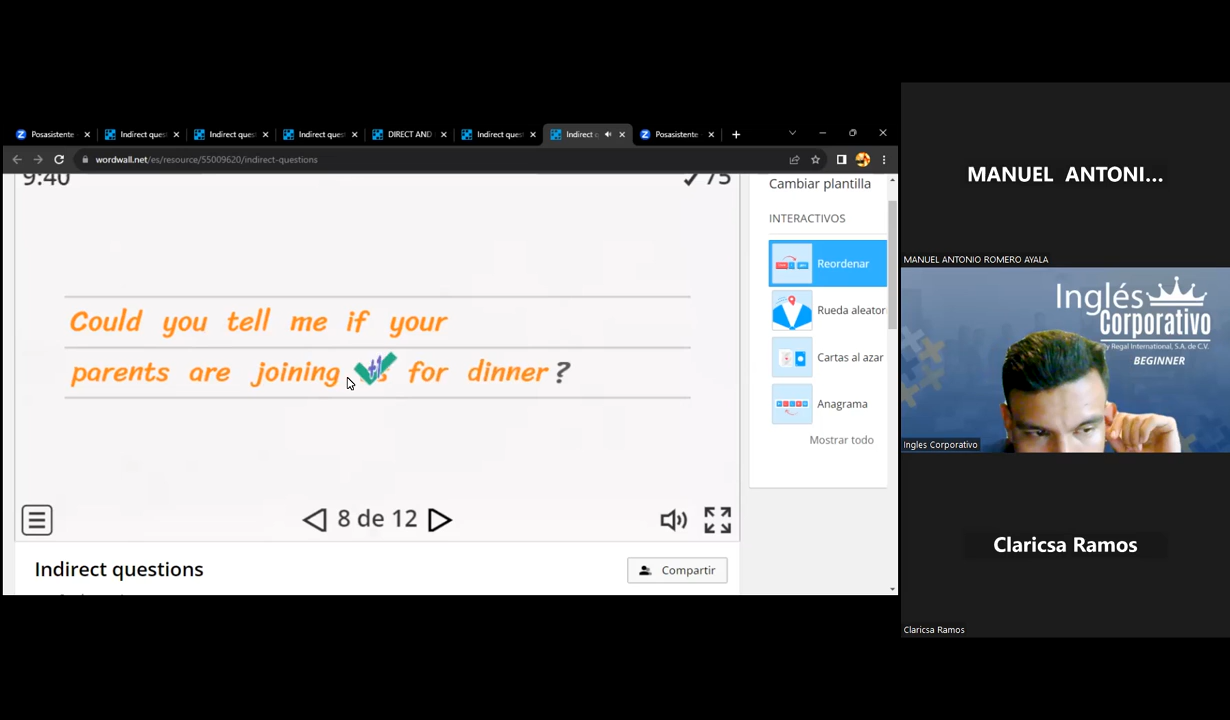 Posasistente
Indirect ques
Indirect ques
Indirect ques
DIRECT AND
Indirect ques
Indirect
Posasistente
wordwall.net/es/resource/55009620/indirect-questions
9:40
75
Could you tell me if your
parents are joining for dinner ?
8 de 12
Indirect questions
Compartir
Cambiar plantilla
INTERACTIVOS
Reordenar
Rueda aleator
Cartas al azar
Anagrama
Mostrar todo
MANUEL ANTONI...
MANUEL ANTONIO ROMERO AYALA
Inglés
Corporativo
y Regal International, S.A. de C.V.
BEGINNER
Ingles Corporativo
Claricsa Ramos
Claricsa Ramos